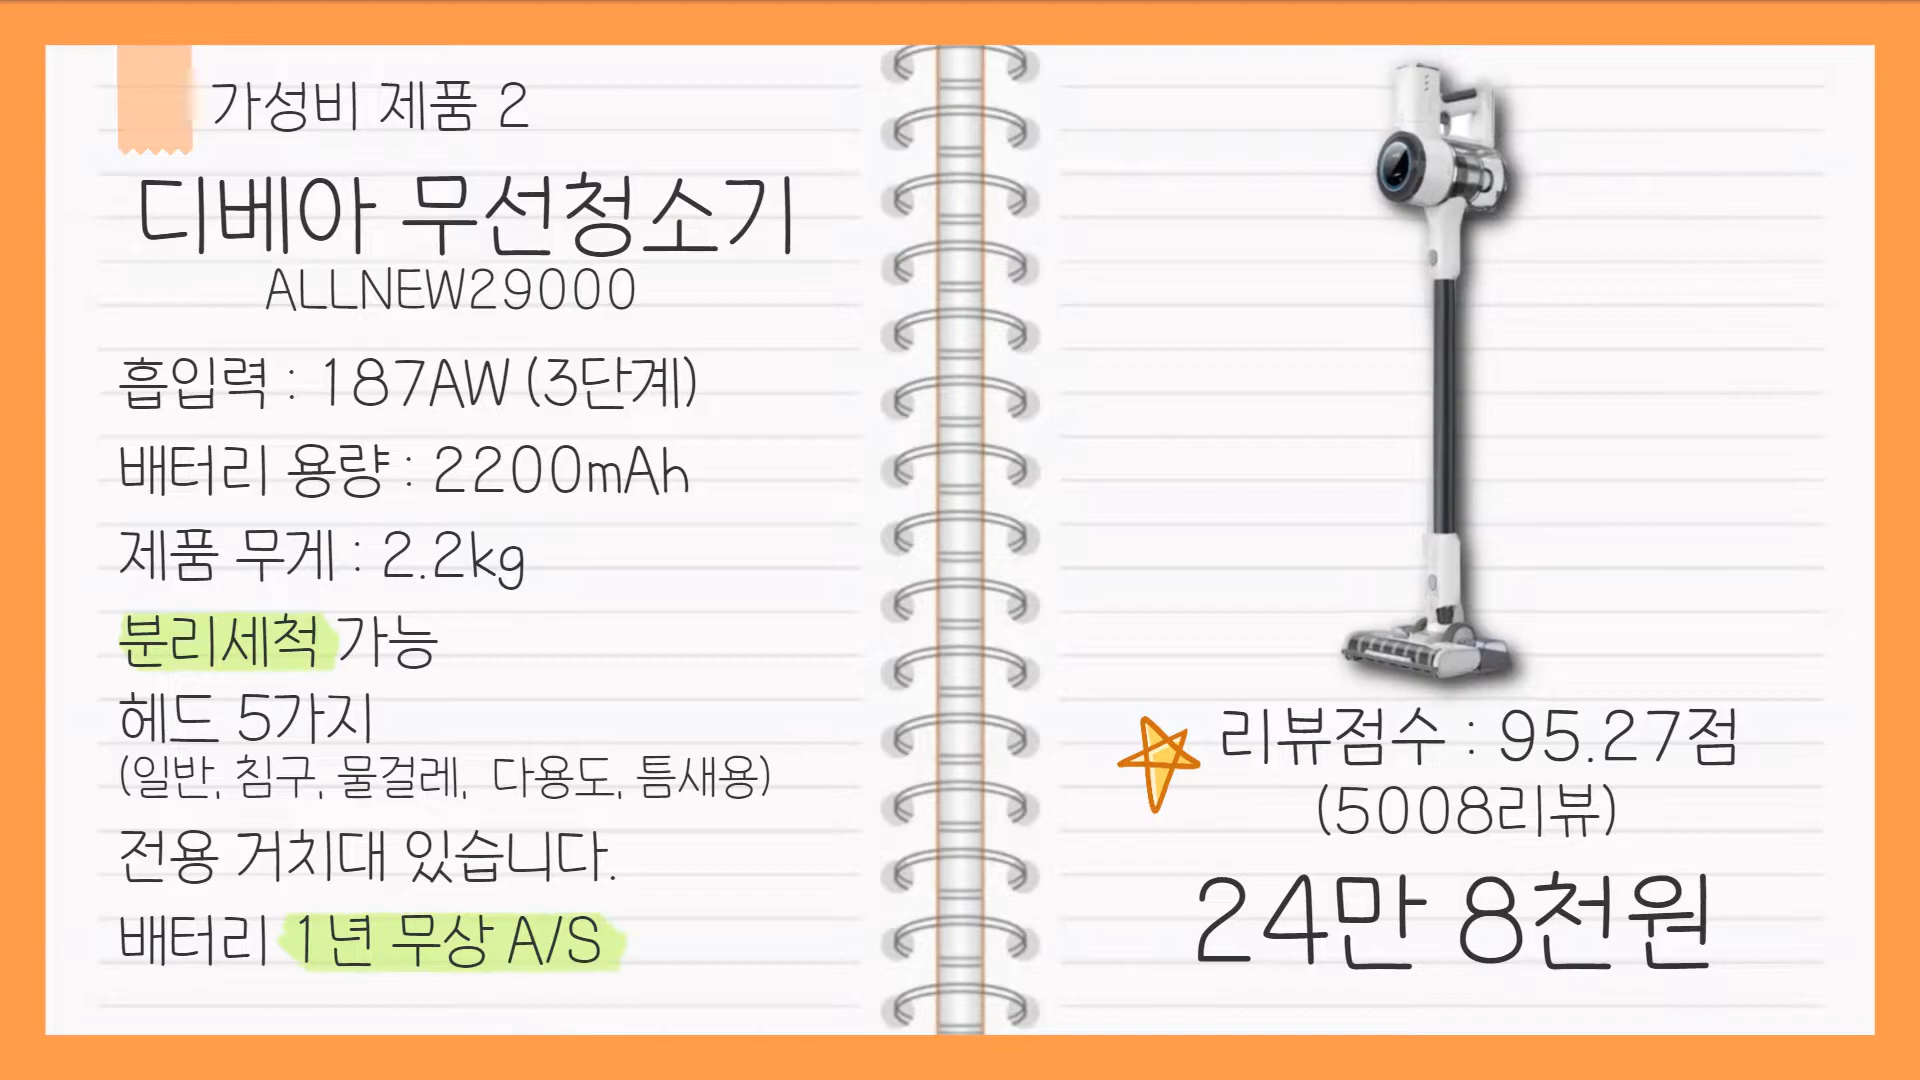 가성비 제품 2
디베아 무선청소기
ALLNEW29000
흡입력 : 187AW (3단계)
배터리 용량 : 2200mAh
제품 무게 : 2.2kg
분리세척 가능
헤드 5가지
(일반, 침구, 물걸레, 다용도, 틈새용)
전용 거치대 있습니다.
배터리 1년 무상 A/S
리뷰점수 : 95.27점
(5008리뷰)
24만 8천원